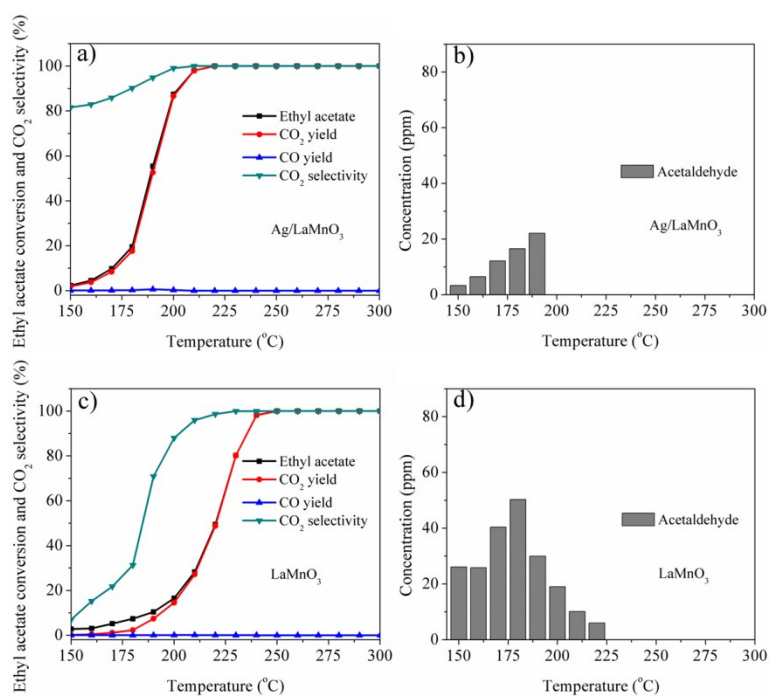 a)
Ethyl acetate conversion and CO₂ selectivity (%)
100
80
60
40
20
0
Ethyl acetate
CO₂ yield
CO yield
CO₂ selectivity
Ag/LaMnO₃
150 175 200 225 250 275 300
Temperature (°C)
b)
Concentration (ppm)
80
60
40
20
0
Acetaldehyde
Ag/LaMnO₃
150 175 200 225 250 275 300
Temperature (°C)
c)
Ethyl acetate conversion and CO₂ selectivity (%)
100
80
60
40
20
0
Ethyl acetate
CO₂ yield
CO yield
CO₂ selectivity
LaMnO₃
150 175 200 225 250 275 300
Temperature (°C)
d)
Concentration (ppm)
80
60
40
20
0
Acetaldehyde
LaMnO₃
150 175 200 225 250 275 300
Temperature (°C)